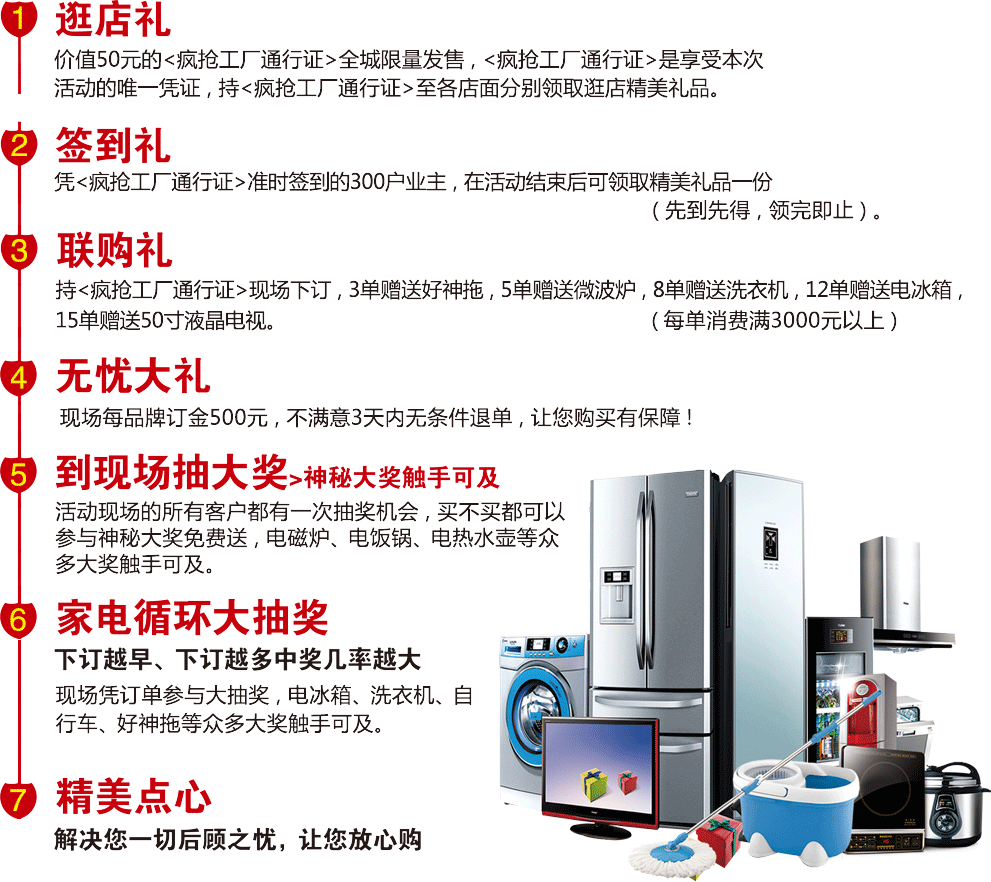 1 逛店礼
价值50元的<疯抢工厂通行证>全城限量发售，<疯抢工厂通行证>是享受本次
活动的唯一凭证，持<疯抢工厂通行证>至各店面分别领取逛店精美礼品。
2 签到礼
凭<疯抢工厂通行证>准时签到的300户业主，在活动结束后可领取精美礼品一份
（先到先得，领完即止）。
3 联购礼
持<疯抢工厂通行证>现场下订，3单赠送好神拖，5单赠送微波炉，8单赠送洗衣机，12单赠送电冰箱，
15单赠送50寸液晶电视。（每单消费满3000元以上）
4 无忧大礼
现场每品牌订金500元，不满意3天内无条件退单，让您购买有保障！
5 到现场抽大奖>神秘大奖触手可及
活动现场的所有客户都有一次抽奖机会，买不买都可以
参与神秘大奖免费送，电磁炉、电饭锅、电热水壶等众
多大奖触手可及。
6 家电循环大抽奖
下订越早、下订越多中奖几率越大
现场凭订单参与大抽奖，电冰箱、洗衣机、自
行车、好神拖等众多大奖触手可及。
7 精美点心
解决您一切后顾之忧，让您放心购